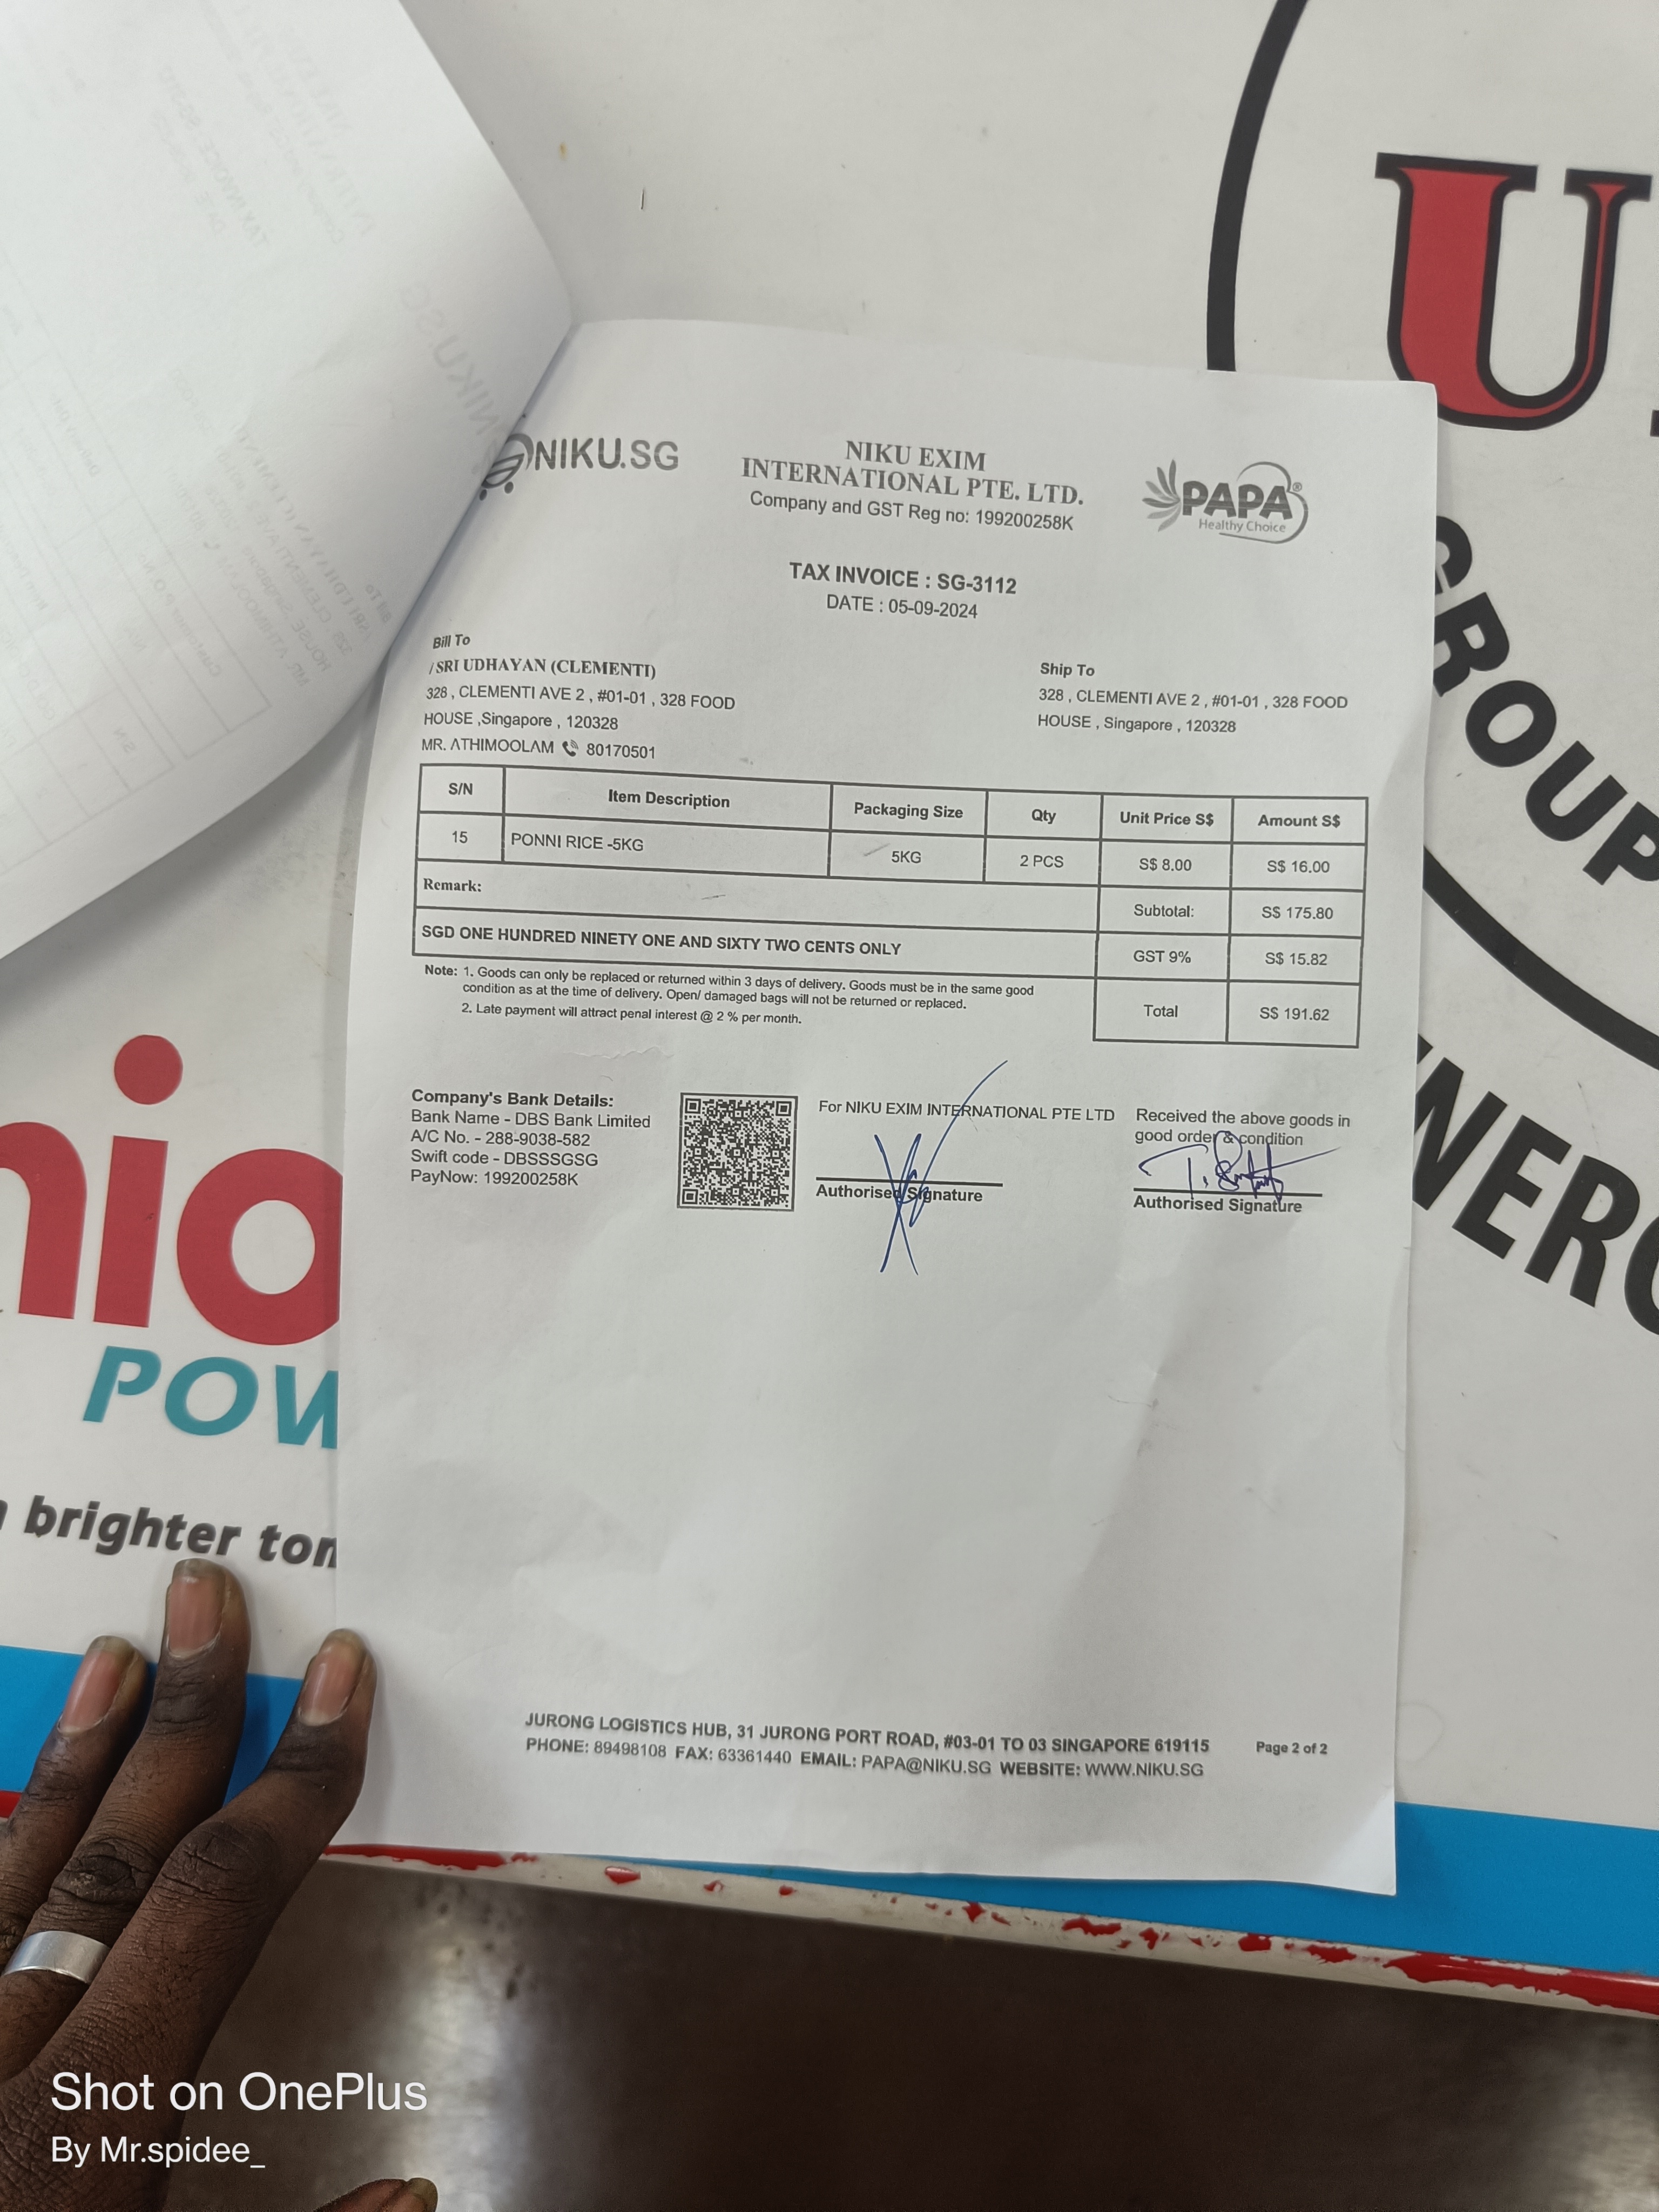 NIKU.SG
NIKU EXIM
INTERNATIONAL PTE. LTD.
Company and GST Reg no: 199200258K
PAPA®
Healthy Choice
TAX INVOICE : SG-3112
DATE : 05-09-2024
Bill To
/SRI UDHAYAN (CLEMENTI)
328 , CLEMENTI AVE 2 , #01-01 , 328 FOOD
HOUSE ,Singapore , 120328
MR. ATHIMOOLAM 80170501
Ship To
328 , CLEMENTI AVE 2 , #01-01 , 328 FOOD
HOUSE , Singapore , 120328
S/N Item Description Packaging Size Qty Unit Price S$ Amount S$
15 PONNI RICE -5KG 5KG 2 PCS S$ 8.00 S$ 16.00
Remark:
Subtotal: S$ 175.80
SGD ONE HUNDRED NINETY ONE AND SIXTY TWO CENTS ONLY
GST 9% S$ 15.82
Total S$ 191.62
Note: 1. Goods can only be replaced or returned within 3 days of delivery. Goods must be in the same good
condition as at the time of delivery. Open/ damaged bags will not be returned or replaced.
2. Late payment will attract penal interest @ 2 % per month.
Company's Bank Details:
Bank Name - DBS Bank Limited
A/C No. - 288-9038-582
Swift code - DBSSSGSG
PayNow: 199200258K
For NIKU EXIM INTERNATIONAL PTE LTD
Authorised Signature
Received the above goods in
good order & condition
Authorised Signature
JURONG LOGISTICS HUB, 31 JURONG PORT ROAD, #03-01 TO 03 SINGAPORE 619115
PHONE: 89498108 FAX: 63361440 EMAIL: PAPA@NIKU.SG WEBSITE: WWW.NIKU.SG
Page 2 of 2
U
GROUP
NERG
nio
POW
brighter tom
Shot on OnePlus
By Mr.spidee_